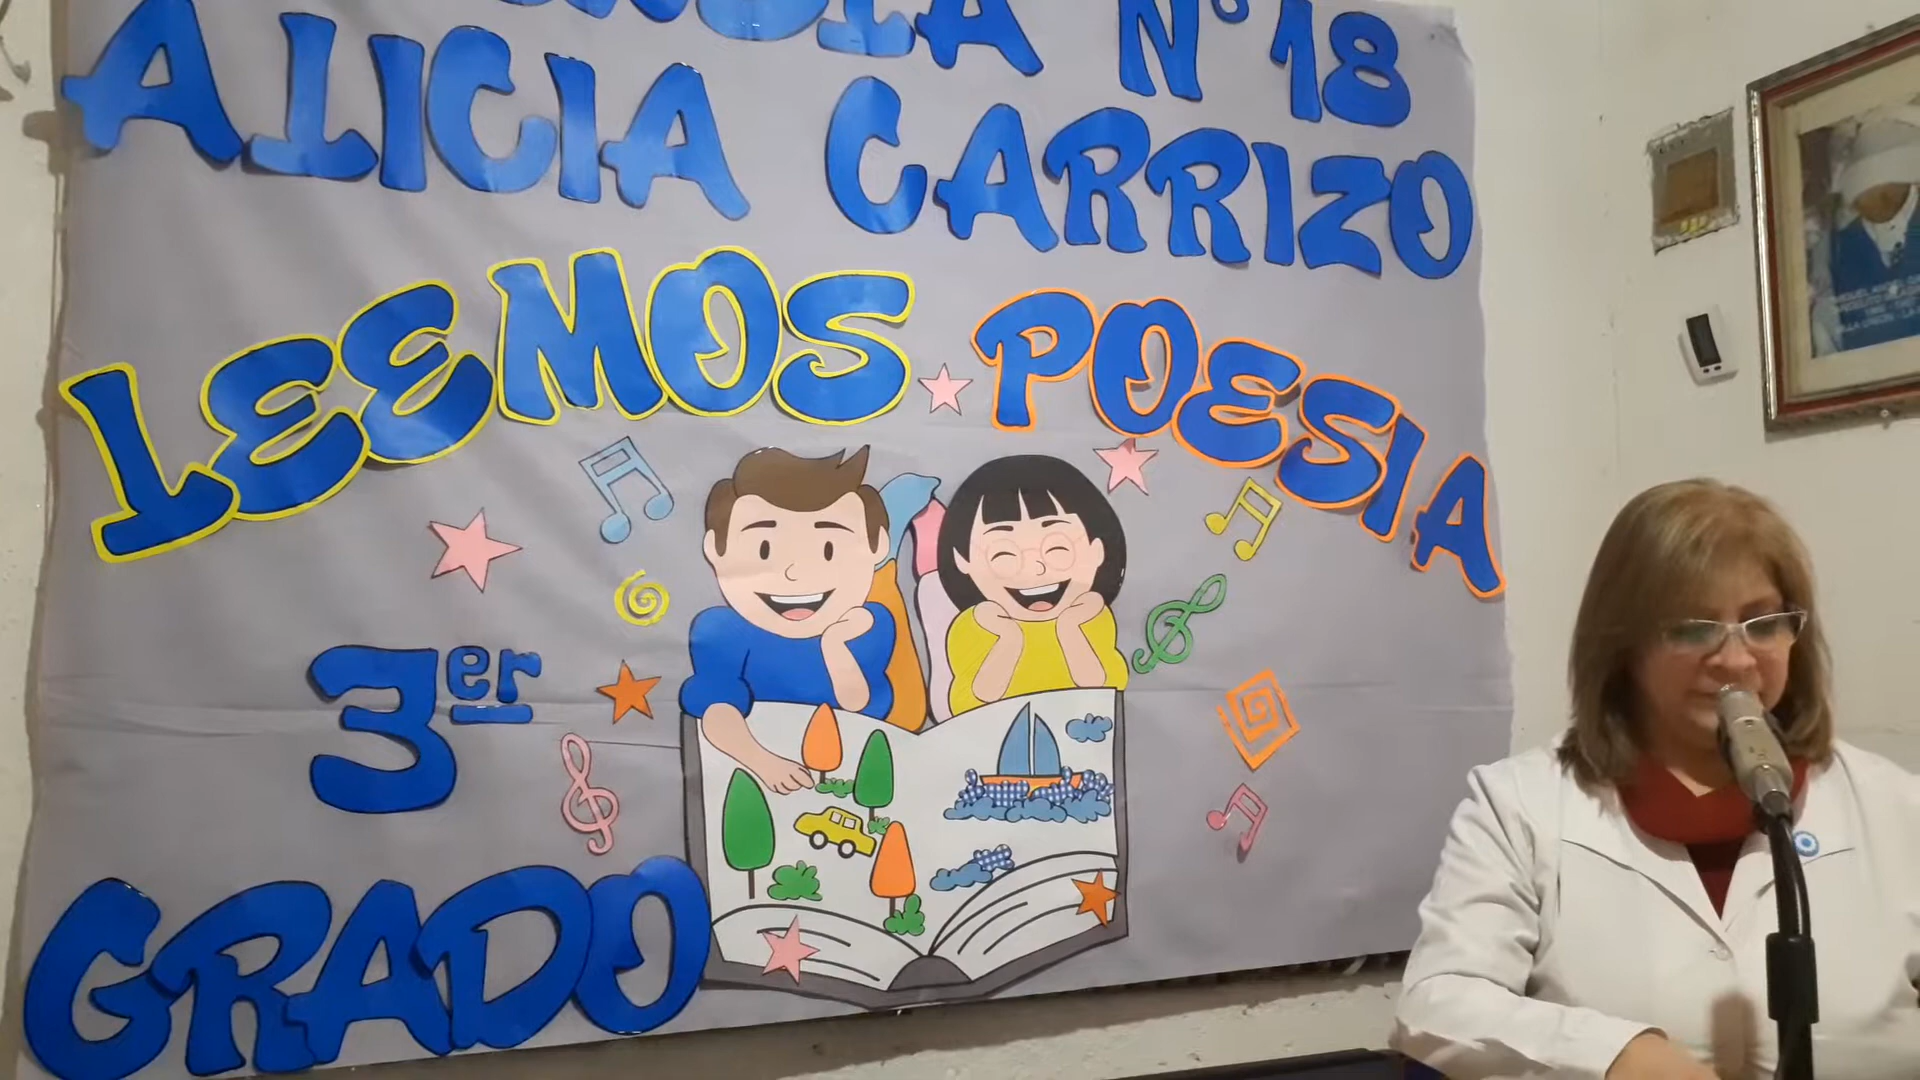 N° 18
ALICIA CARRIZO
LEEMOS POESIA
3er
GRADO